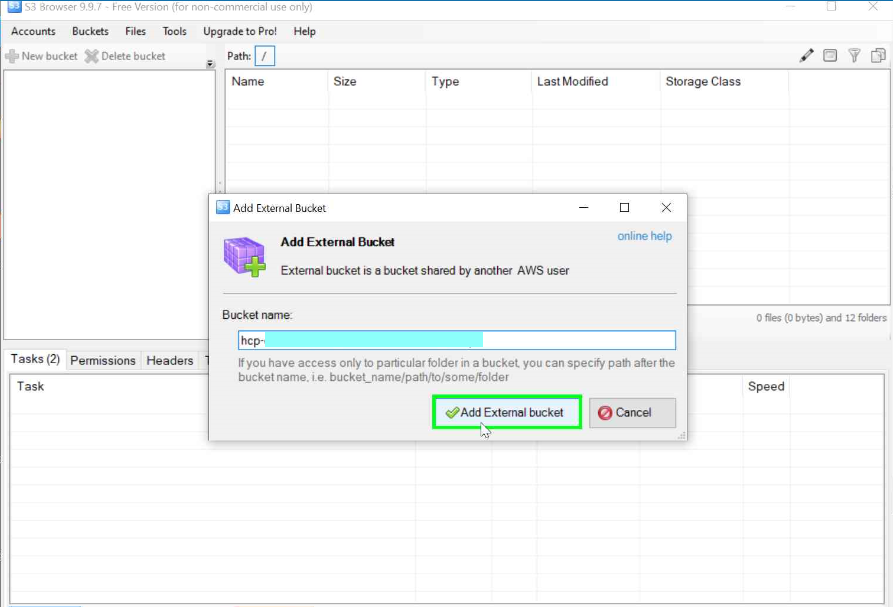 S3 Browser 9.9.7 - Free Version (for non-commercial use only)
Accounts Buckets Files Tools Upgrade to Pro! Help
New bucket Delete bucket Path: /
Name Size Type Last Modified Storage Class
Add External Bucket
Add External Bucket
online help
External bucket is a bucket shared by another AWS user
Bucket name:
hcp-
If you have access only to particular folder in a bucket, you can specify path after the
bucket name, i.e. bucket_name/path/to/some/folder
Add External bucket Cancel
0 files (0 bytes) and 12 folders
Tasks (2) Permissions Headers
Task Speed